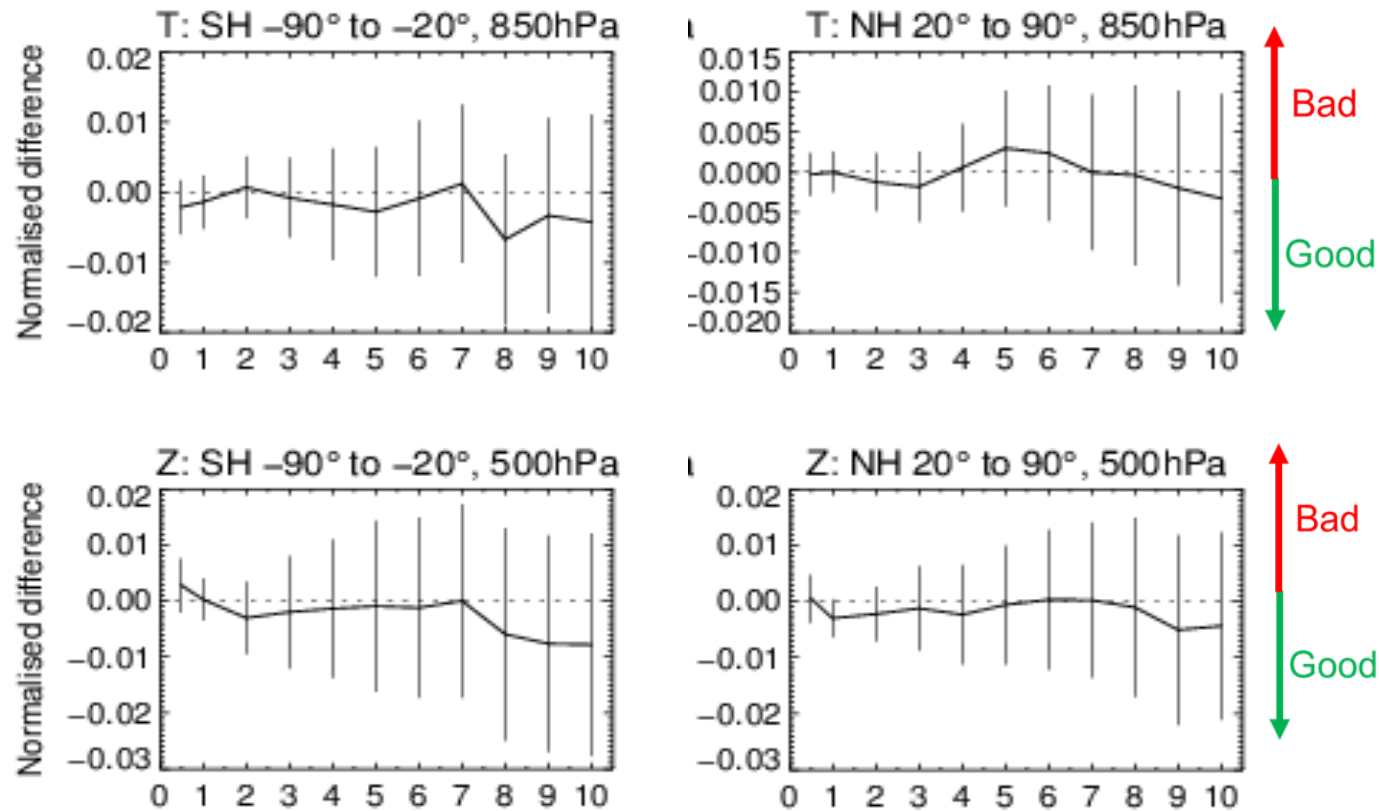 T: SH −90° to −20°, 850hPa
Normalised difference
0.02
0.01
0.00
−0.01
−0.02
0 1 2 3 4 5 6 7 8 9 10
T: NH 20° to 90°, 850hPa
0.015
0.010
0.005
0.000
-0.005
-0.010
-0.015
-0.020
0 1 2 3 4 5 6 7 8 9 10
Bad
Good
Z: SH −90° to −20°, 500hPa
Normalised difference
0.02
0.01
0.00
−0.01
−0.02
−0.03
0 1 2 3 4 5 6 7 8 9 10
Z: NH 20° to 90°, 500hPa
0.02
0.01
0.00
−0.01
−0.02
−0.03
0 1 2 3 4 5 6 7 8 9 10
Bad
Good